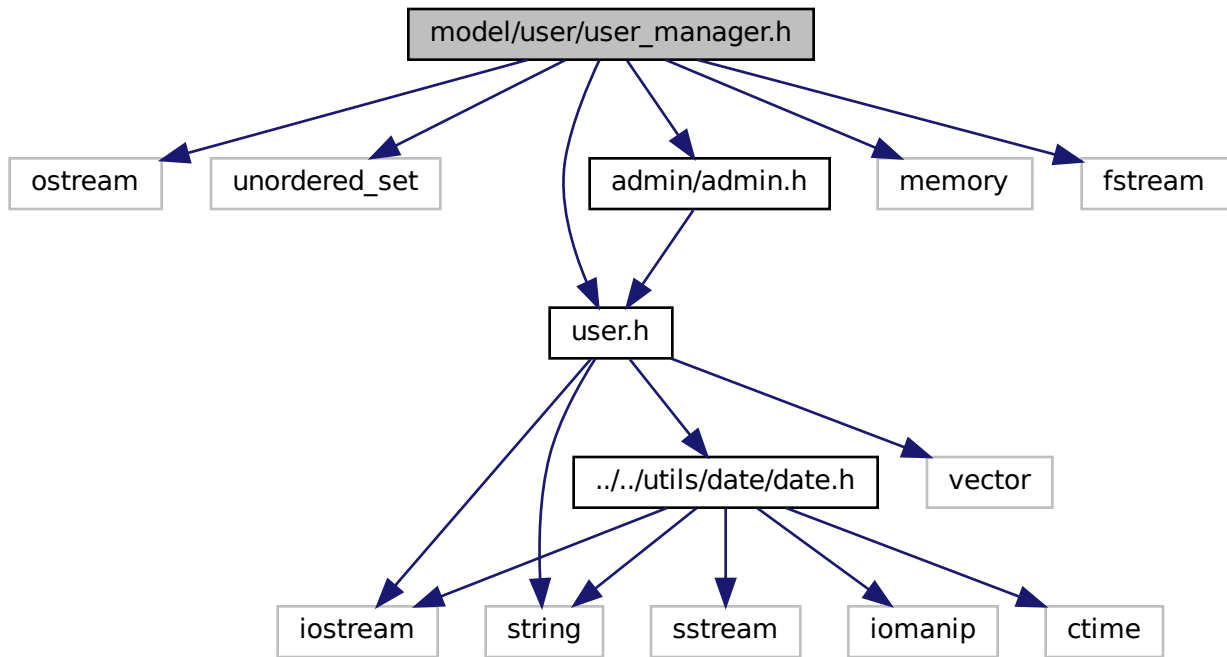 model/user/user_manager.h
ostream
unordered_set
admin/admin.h
memory
fstream
user.h
../../utils/date/date.h
vector
iostream
string
sstream
iomanip
ctime